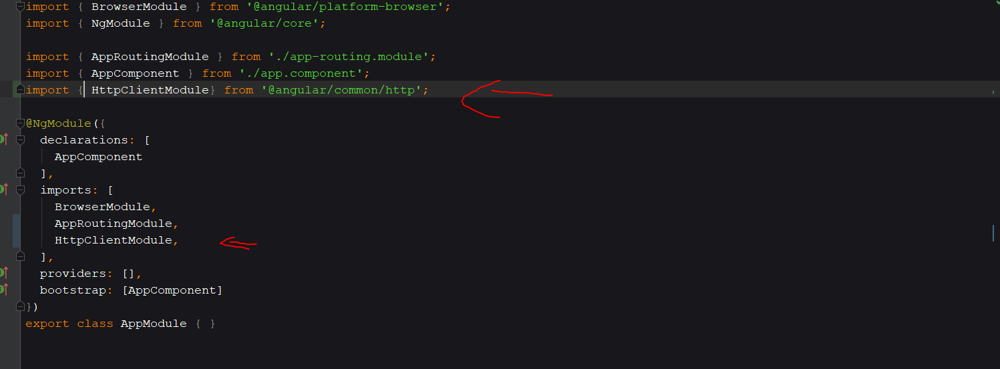 import { BrowserModule } from '@angular/platform-browser';
import { NgModule } from '@angular/core';
import { AppRoutingModule } from './app-routing.module';
import { AppComponent } from './app.component';
import { HttpClientModule} from '@angular/common/http';
@NgModule({
  declarations: [
    AppComponent
  ],
  imports: [
    BrowserModule,
    AppRoutingModule,
    HttpClientModule,
  ],
  providers: [],
  bootstrap: [AppComponent]
})
export class AppModule { }